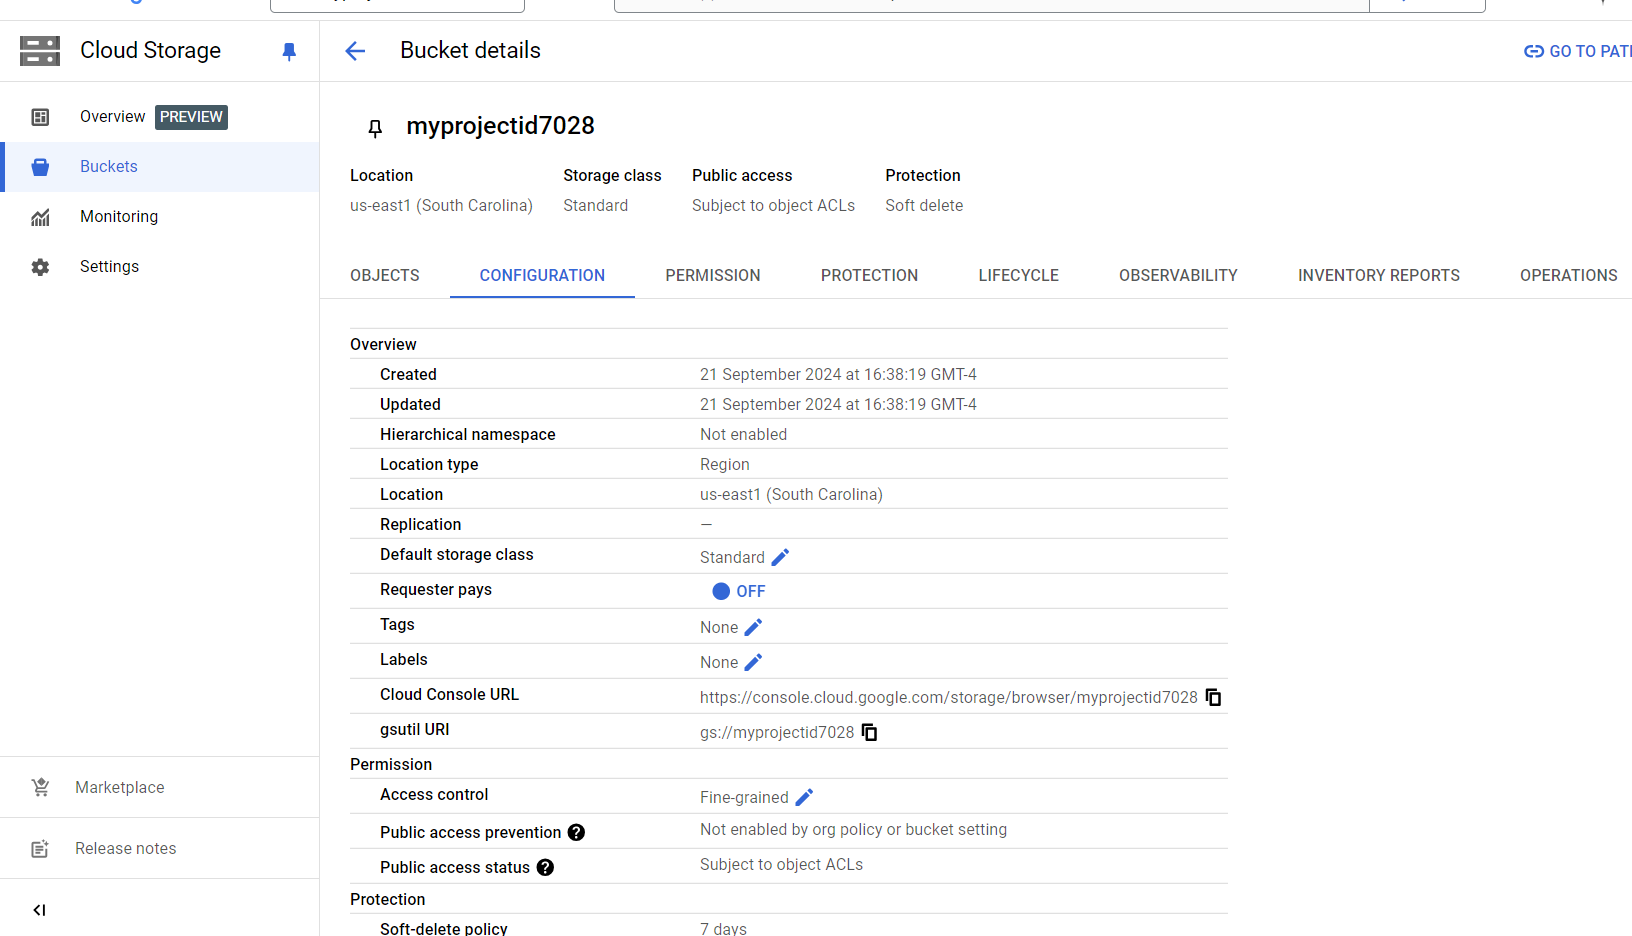 Cloud Storage
Bucket details
GO TO PAT
Overview PREVIEW
Buckets
Monitoring
Settings
Marketplace
Release notes
myprojectid7028
Location Storage class Public access Protection
us-east1 (South Carolina) Standard Subject to object ACLs Soft delete
OBJECTS CONFIGURATION PERMISSION PROTECTION LIFECYCLE OBSERVABILITY INVENTORY REPORTS OPERATIONS
Overview
Created 21 September 2024 at 16:38:19 GMT-4
Updated 21 September 2024 at 16:38:19 GMT-4
Hierarchical namespace Not enabled
Location type Region
Location us-east1 (South Carolina)
Replication —
Default storage class Standard
Requester pays OFF
Tags None
Labels None
Cloud Console URL https://console.cloud.google.com/storage/browser/myprojectid7028
gsutil URI gs://myprojectid7028
Permission
Access control Fine-grained
Public access prevention ? Not enabled by org policy or bucket setting
Public access status ? Subject to object ACLs
Protection
Soft-delete policy 7 days